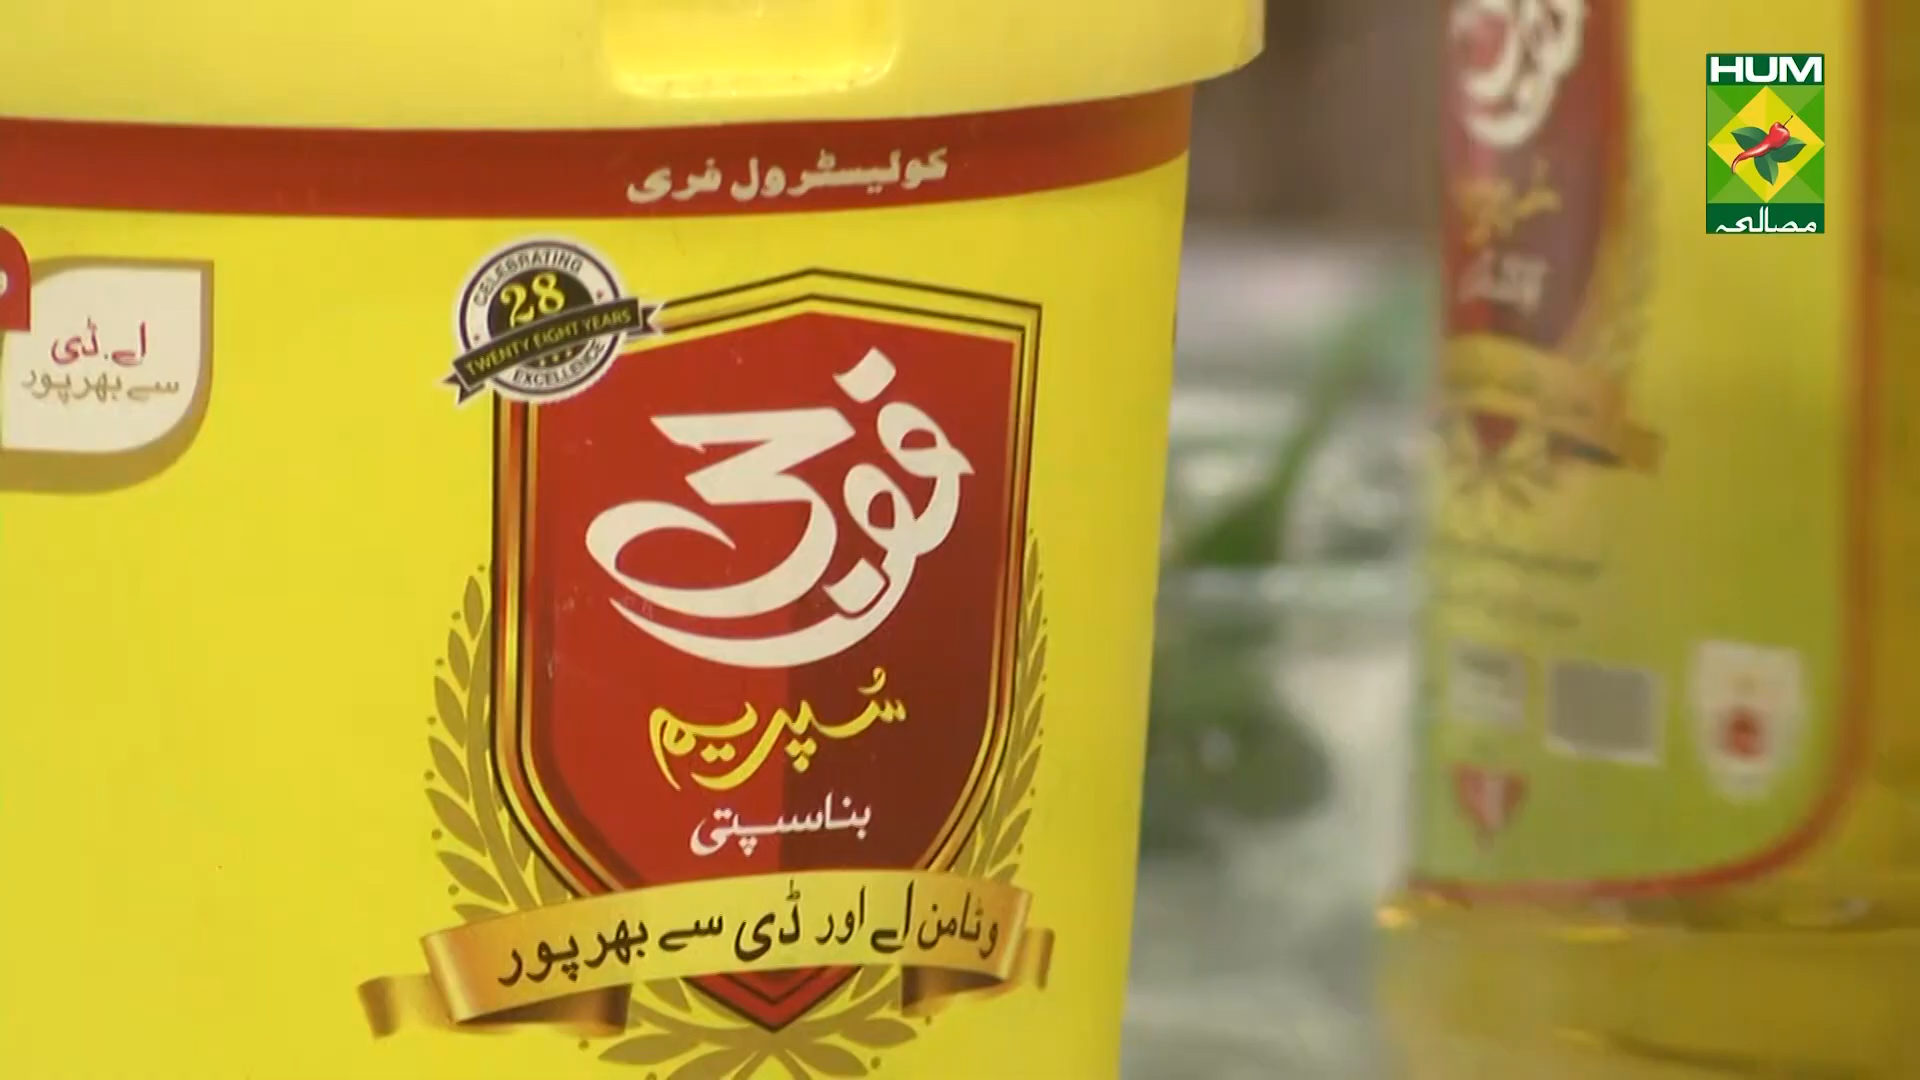 کولیسٹرول فری
CELEBRATING
28
TWENTY EIGHT YEARS
EXCELLENCE
اے.ڈی
سے بھرپور
فوجی
سُپریم
بناسپتی
وٹامن اے اور ڈی سے بھرپور
HUM
مصالحہ